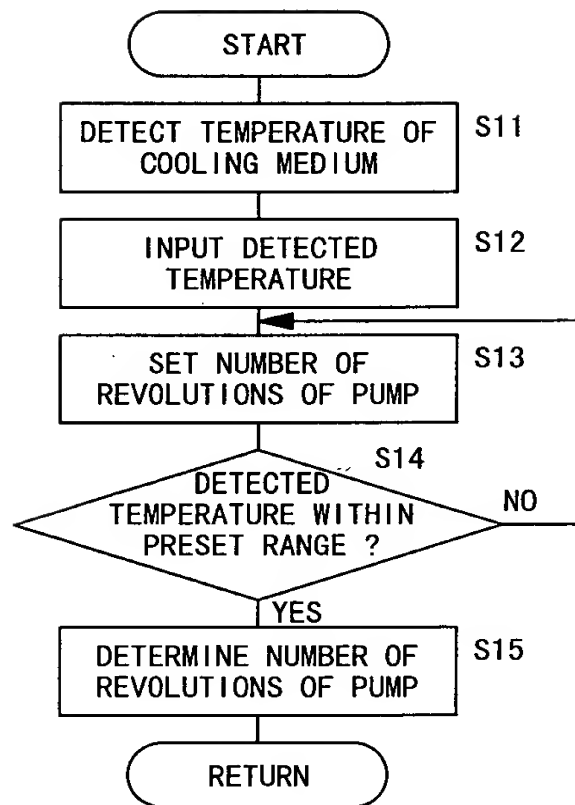 START
DETECT TEMPERATURE OF
COOLING MEDIUM
S11
INPUT DETECTED
TEMPERATURE
S12
SET NUMBER OF
REVOLUTIONS OF PUMP
S13
S14
DETECTED
TEMPERATURE WITHIN
PRESET RANGE ?
NO
YES
DETERMINE NUMBER OF
REVOLUTIONS OF PUMP
S15
RETURN